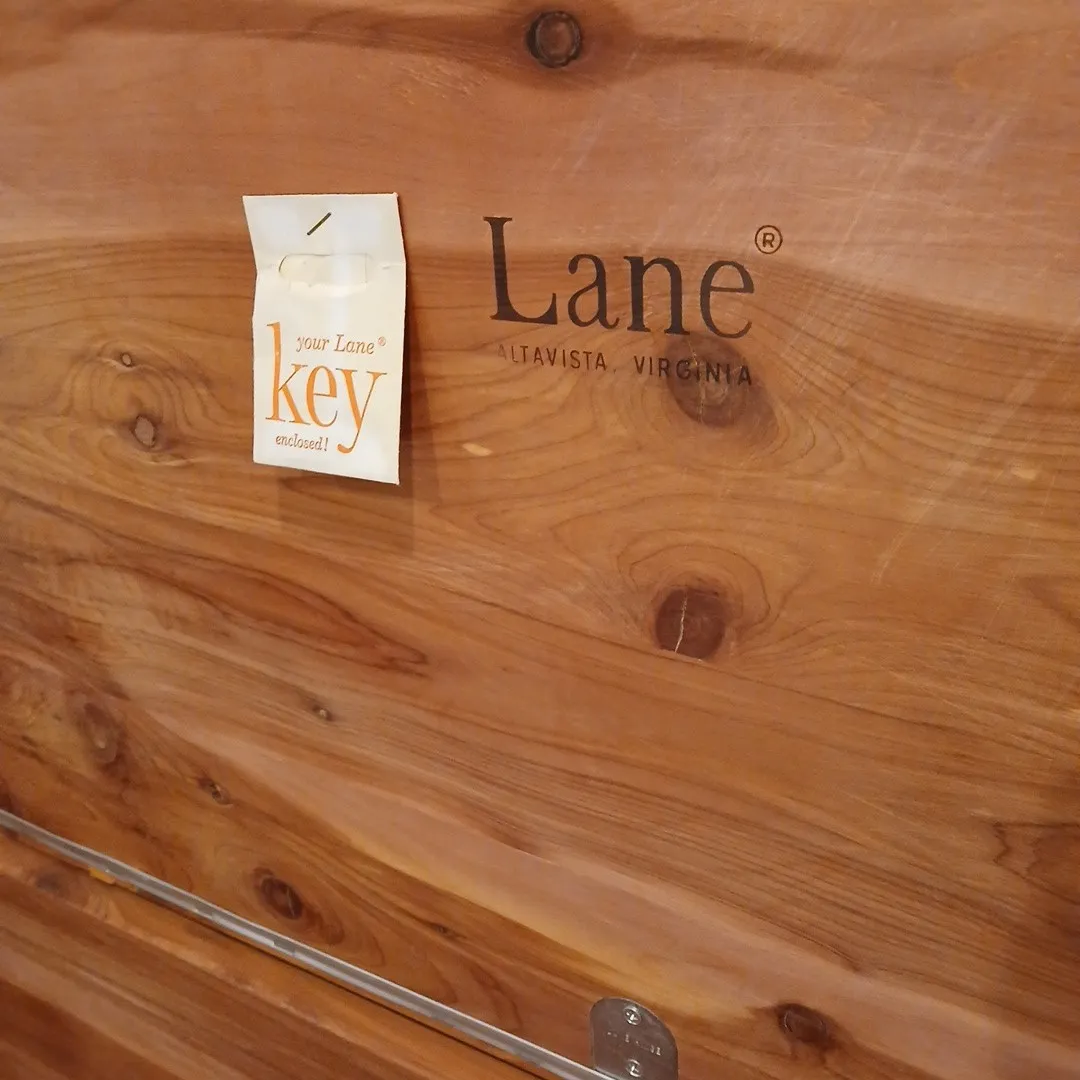 your Lane®
key
enclosed!
Lane®
ALTAVISTA, VIRGINIA